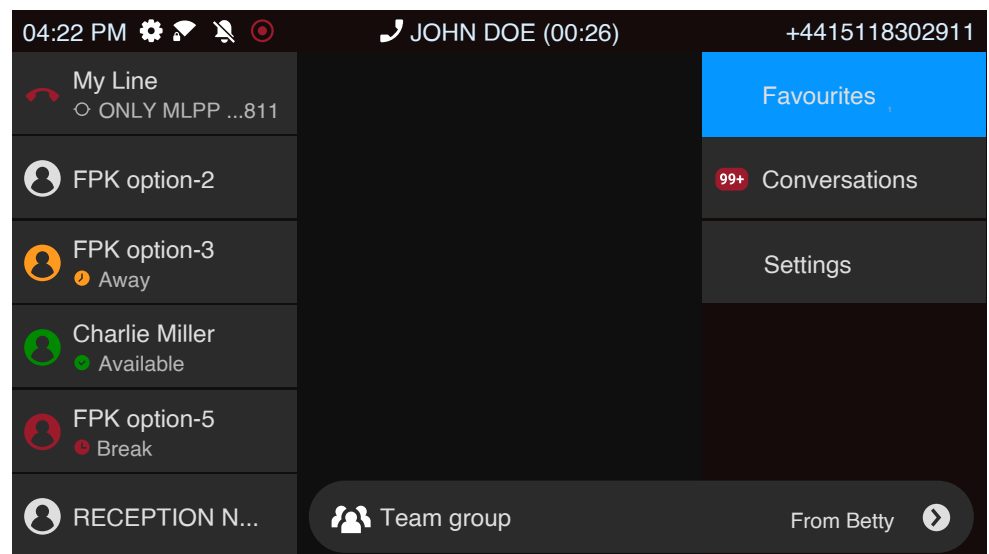 04:22 PM
JOHN DOE (00:26)
+4415118302911
My Line
ONLY MLPP ...811
FPK option-2
FPK option-3
Away
Charlie Miller
Available
FPK option-5
Break
RECEPTION N...
Favourites
99+ Conversations
Settings
Team group
From Betty